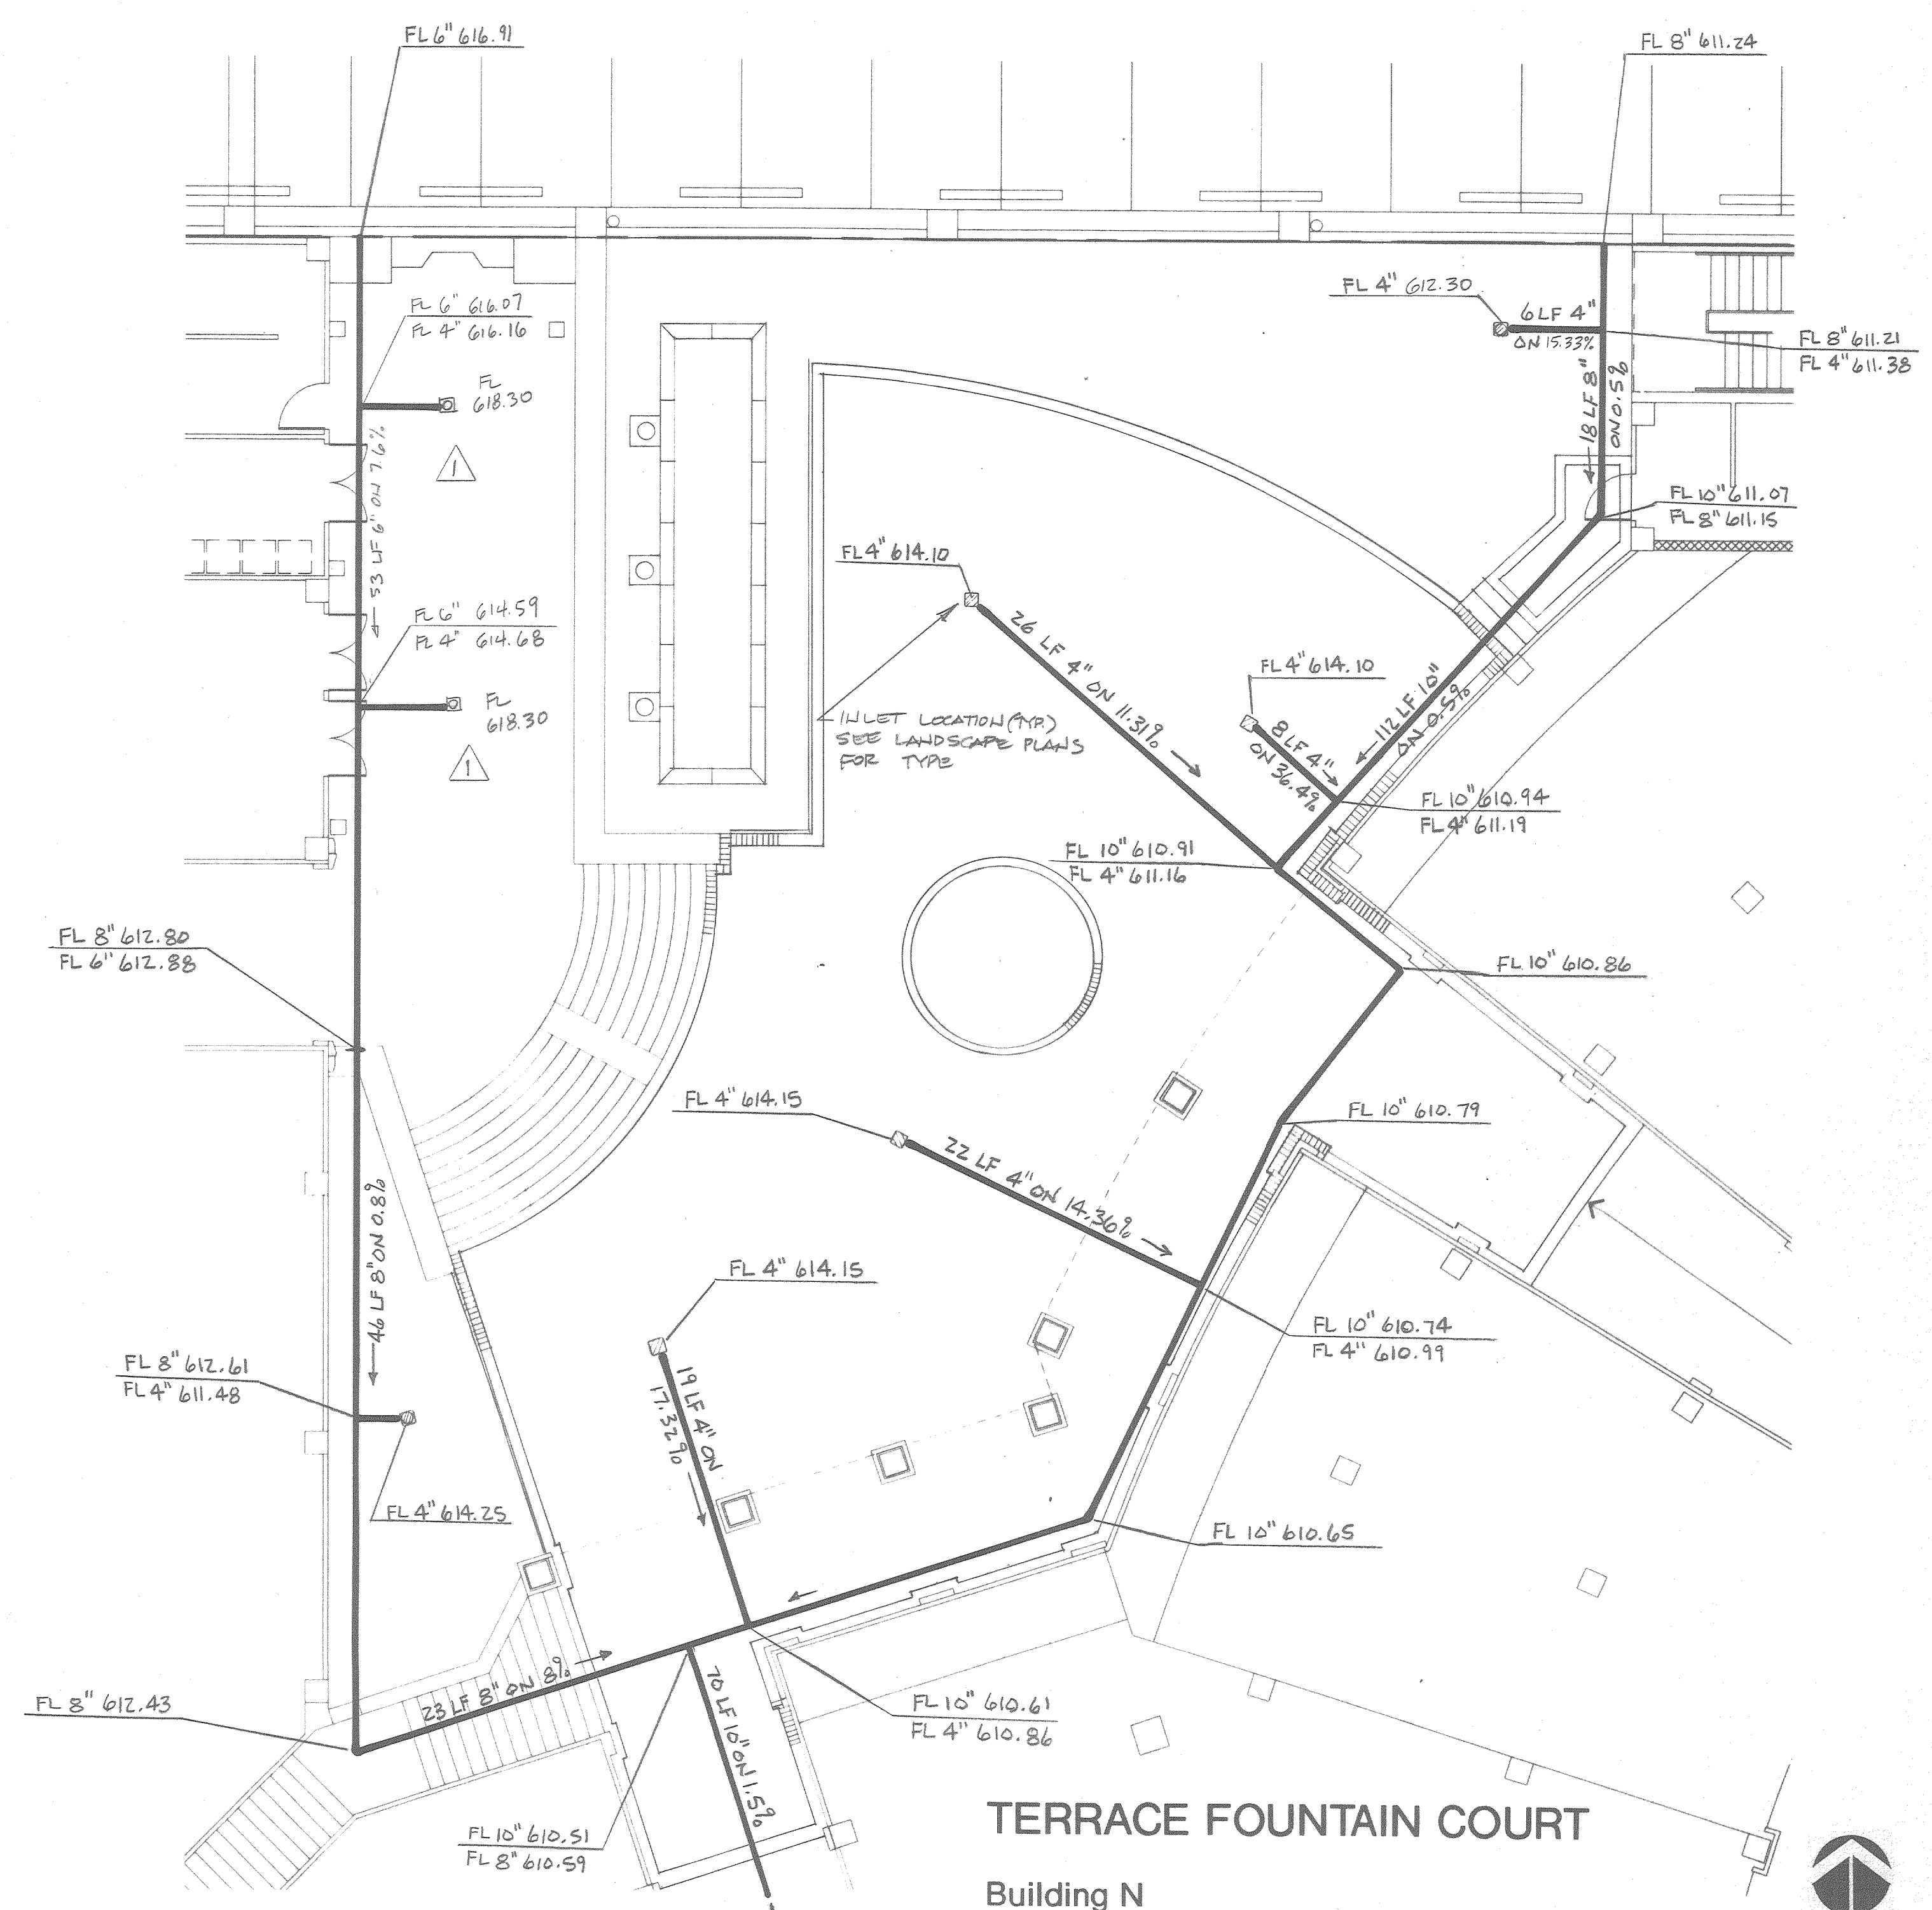 FL 6" 616.91
FL 8" 611.24
FL 4" 612.30
6 LF 4"
ON 15.33%
FL 6" 616.07
FL 4" 616.16
FL 8" 611.21
FL 4" 611.38
FL
618.30
18 LF 8"
ON 0.5%
1
53 LF 6" ON 7.6%
FL 10" 611.07
FL 8" 611.15
FL 4" 614.10
FL 6" 614.59
FL 4" 614.68
26 LF 4" ON 11.31%
FL 4" 614.10
FL
618.30
1
INLET LOCATION (TYP.)
SEE LANDSCAPE PLANS
FOR TYPE
112 LF 10"
ON 0.5%
8 LF 4"
ON 36.4%
FL 10" 610.94
FL 4" 611.19
FL 10" 610.91
FL 4" 611.16
FL 8" 612.80
FL 6" 612.88
FL 10" 610.86
FL 4" 614.15
FL 10" 610.79
22 LF 4" ON 14.36%
46 LF 8" ON 0.8%
FL 4" 614.15
FL 10" 610.74
FL 4" 610.99
FL 8" 612.61
FL 4" 611.48
19 LF 4" ON
17.32%
FL 4" 614.25
FL 10" 610.65
23 LF 8" ON 8%
FL 8" 612.43
70 LF 10" ON 1.5%
FL 10" 610.61
FL 4" 610.86
FL 10" 610.51
FL 8" 610.59
TERRACE FOUNTAIN COURT
Building N